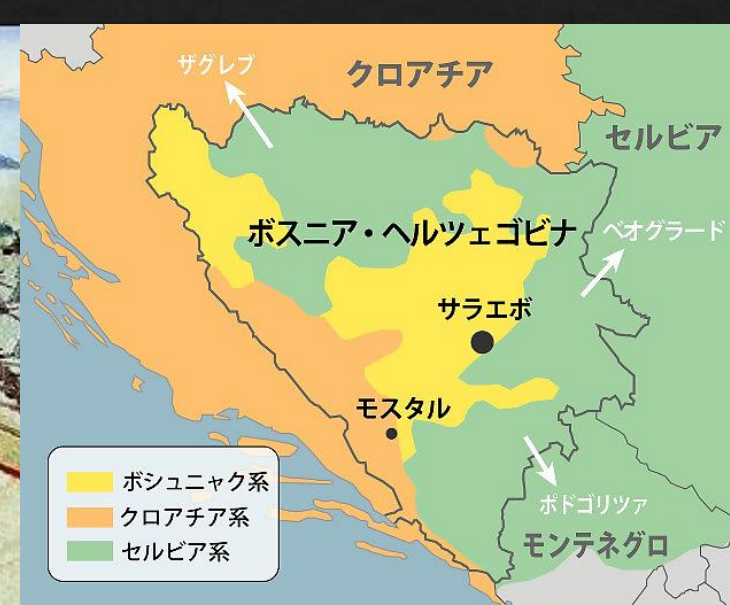 ザグレブ
クロアチア
セルビア
ボスニア・ヘルツェゴビナ
ベオグラード
サラエボ
モスタル
ボシュニャク系
クロアチア系
セルビア系
ポドゴリツァ
モンテネグロ